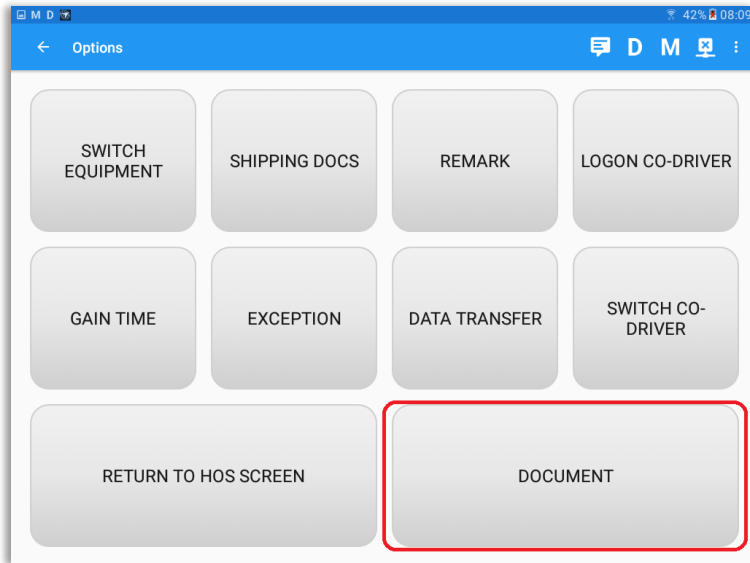 M D
42% 08:09
Options
D M
SWITCH
EQUIPMENT
SHIPPING DOCS
REMARK
LOGON CO-DRIVER
GAIN TIME
EXCEPTION
DATA TRANSFER
SWITCH CO-
DRIVER
RETURN TO HOS SCREEN
DOCUMENT